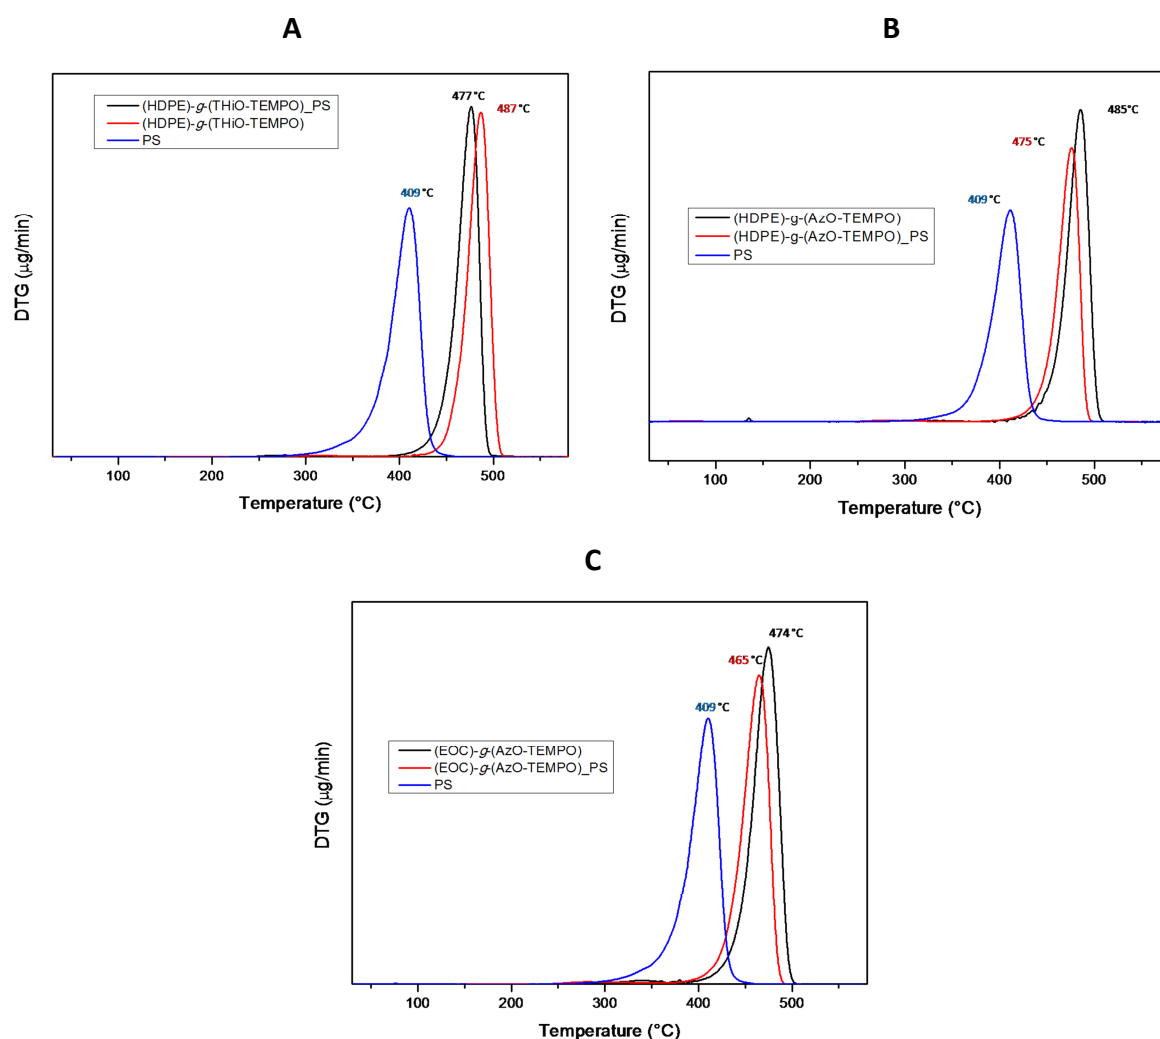 A
(HDPE)-g-(THiO-TEMPO)_PS
(HDPE)-g-(THiO-TEMPO)
PS
477°C
487°C
409°C
DTG (µg/min)
100 200 300 400 500
Temperature (°C)
B
(HDPE)-g-(AzO-TEMPO)
(HDPE)-g-(AzO-TEMPO)_PS
PS
485°C
475°C
409°C
DTG (µg/min)
100 200 300 400 500
Temperature (°C)
C
(EOC)-g-(AzO-TEMPO)
(EOC)-g-(AzO-TEMPO)_PS
PS
474°C
465°C
409°C
DTG (µg/min)
100 200 300 400 500
Temperature (°C)